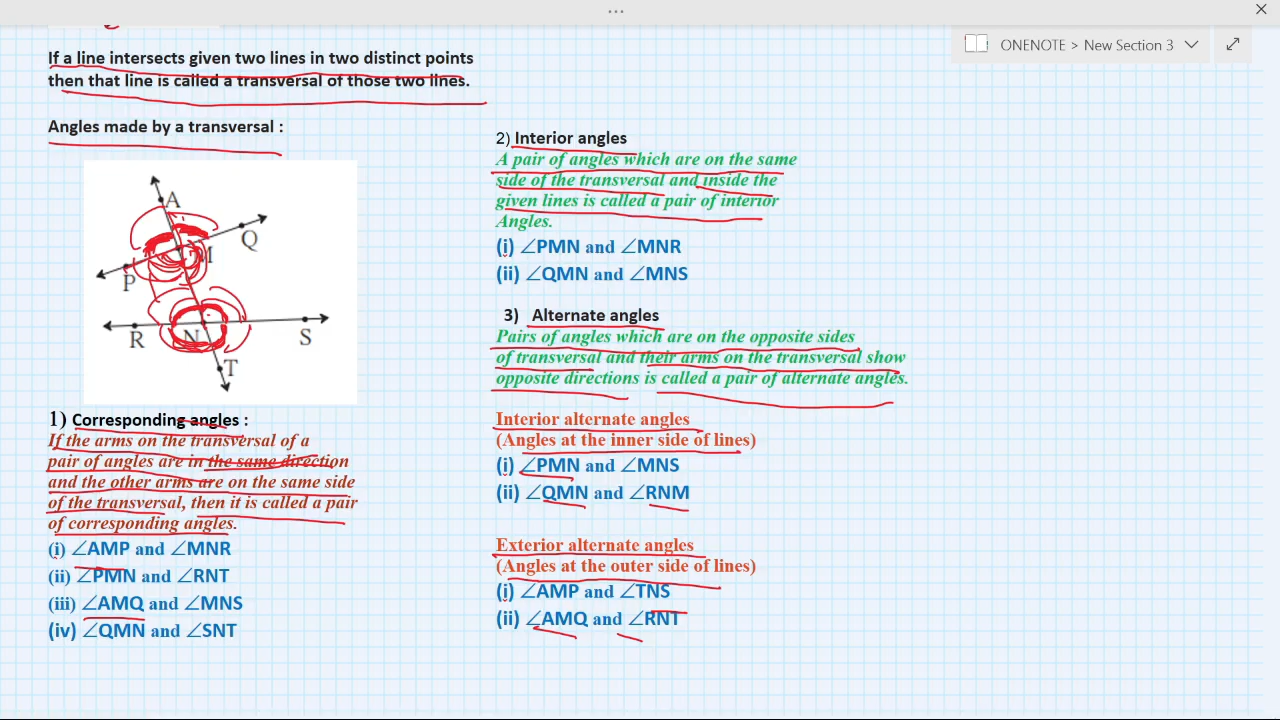 ONENOTE > New Section 3
If a line intersects given two lines in two distinct points
then that line is called a transversal of those two lines.
Angles made by a transversal :
A
Q
M
P
R
N
S
T
1) Corresponding angles :
If the arms on the transversal of a
pair of angles are in the same direction
and the other arms are on the same side
of the transversal, then it is called a pair
of corresponding angles.
(i) ∠AMP and ∠MNR
(ii) ∠PMN and ∠RNT
(iii) ∠AMQ and ∠MNS
(iv) ∠QMN and ∠SNT
2) Interior angles
A pair of angles which are on the same
side of the transversal and inside the
given lines is called a pair of interior
Angles.
(i) ∠PMN and ∠MNR
(ii) ∠QMN and ∠MNS
3) Alternate angles
Pairs of angles which are on the opposite sides
of transversal and their arms on the transversal show
opposite directions is called a pair of alternate angles.
Interior alternate angles
(Angles at the inner side of lines)
(i) ∠PMN and ∠MNS
(ii) ∠QMN and ∠RNM
Exterior alternate angles
(Angles at the outer side of lines)
(i) ∠AMP and ∠TNS
(ii) ∠AMQ and ∠RNT